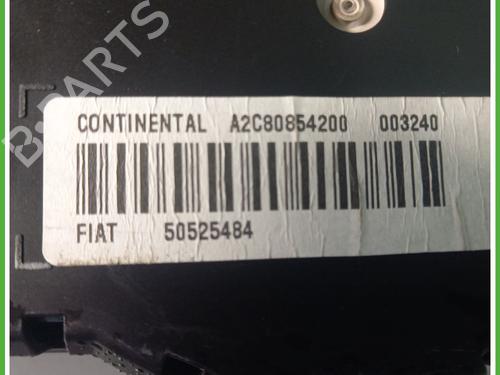 B-PARTS
CONTINENTAL A2C80854200 003240
FIAT 50525484